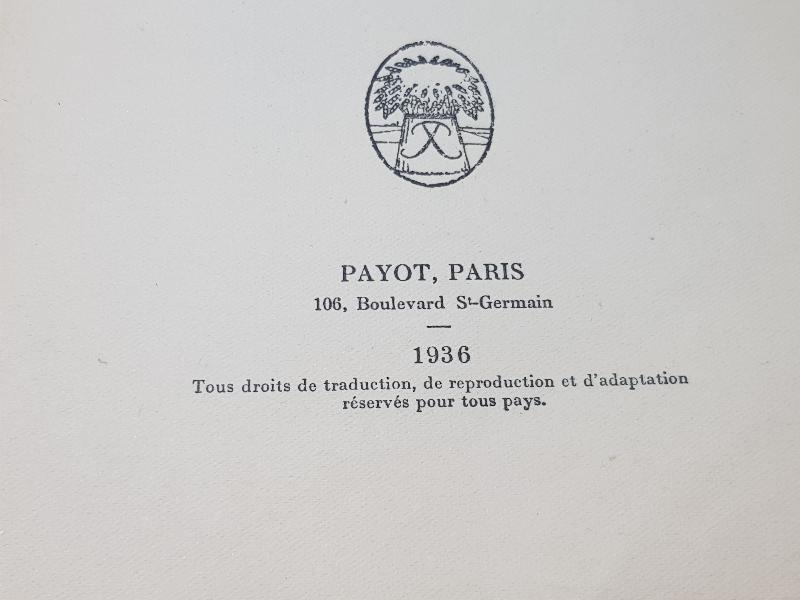 PAYOT, PARIS
106, Boulevard St-Germain
1936
Tous droits de traduction, de reproduction et d'adaptation
réservés pour tous pays.